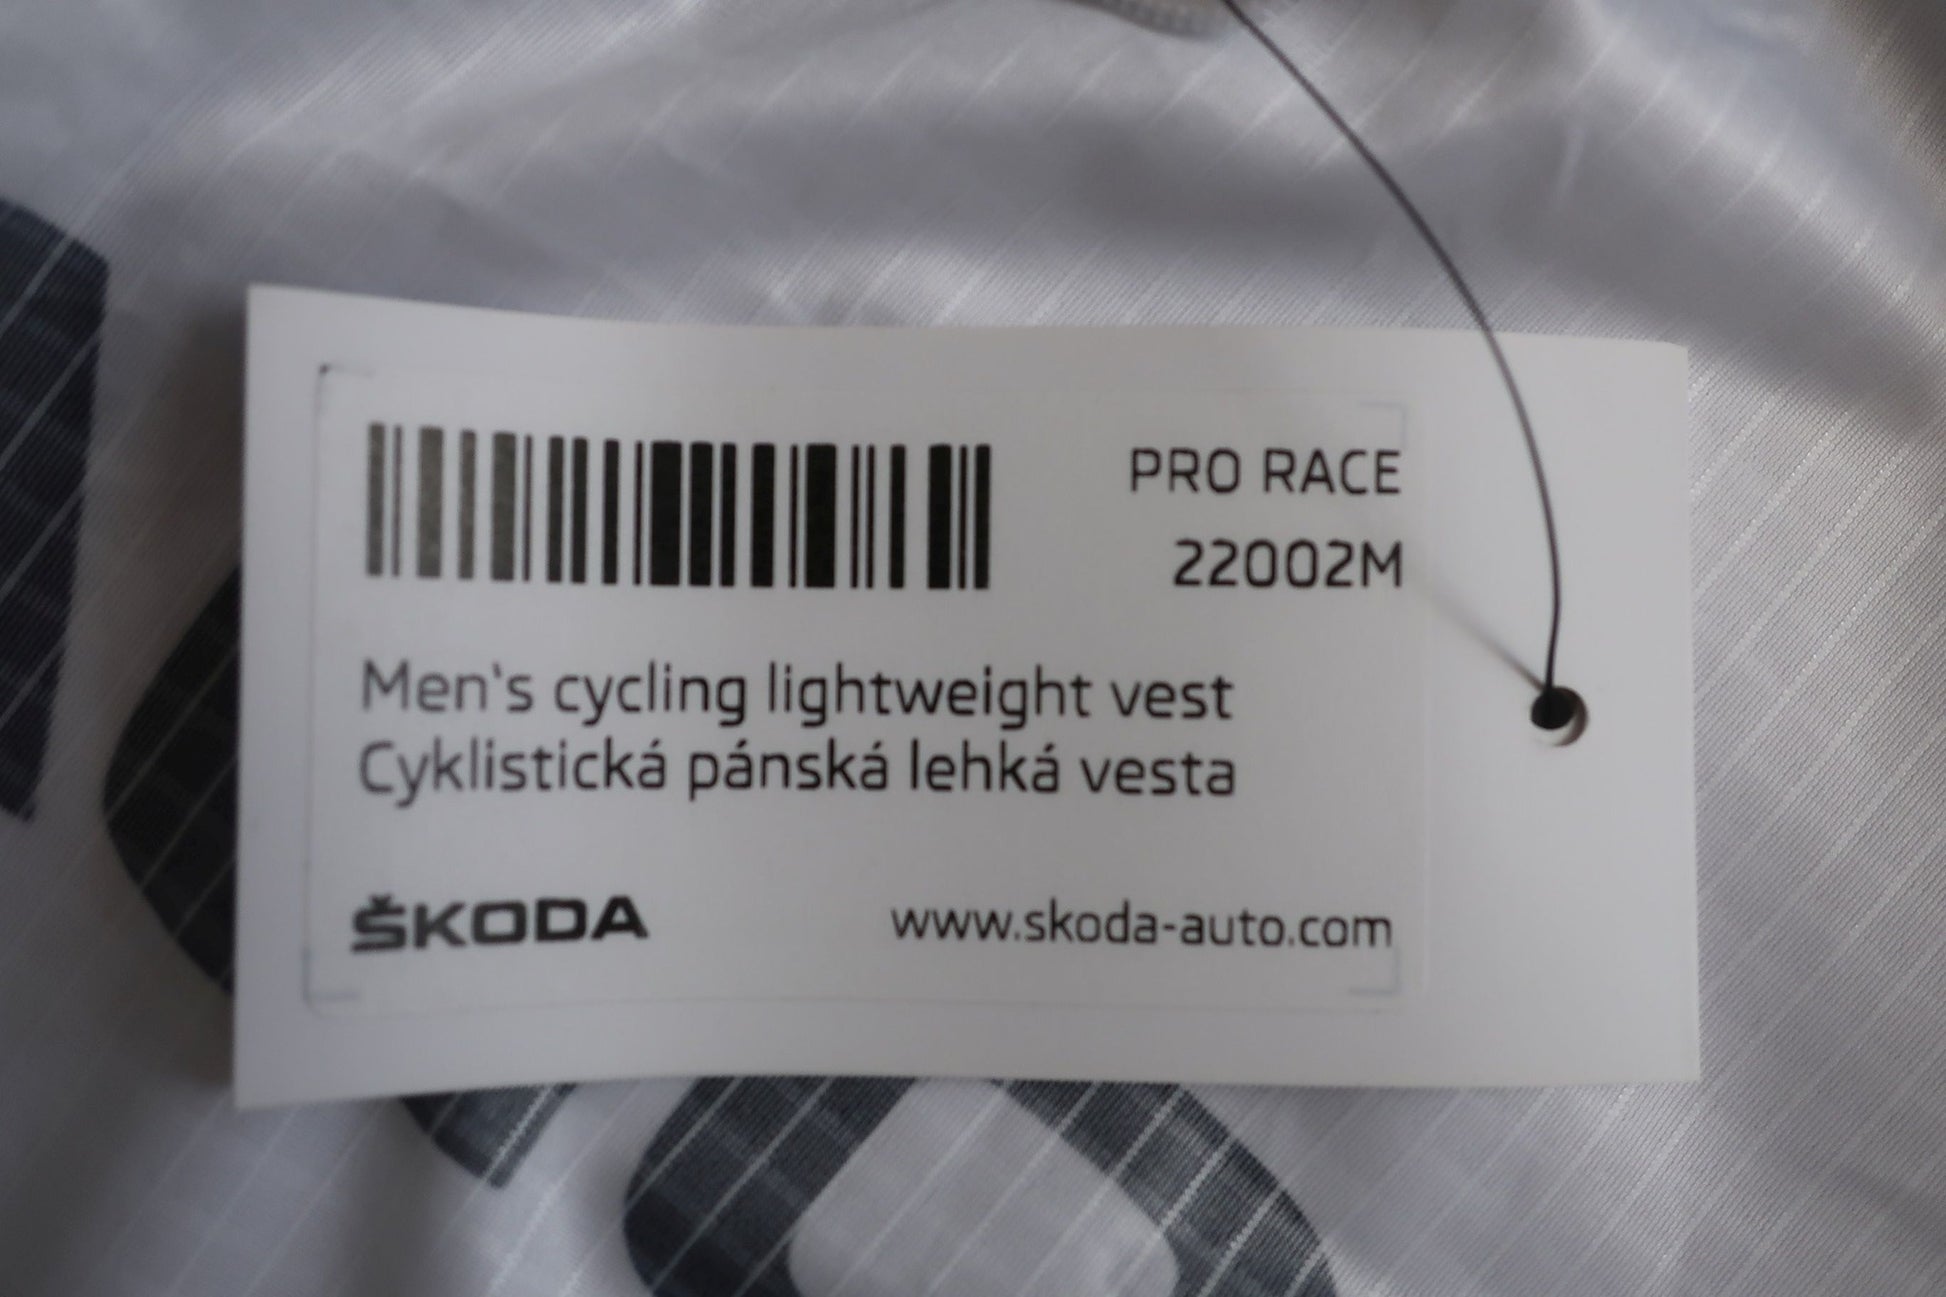 PRO RACE
22002M
Men's cycling lightweight vest
Cyklistická pánská lehká vesta
ŠKODA
www.skoda-auto.com